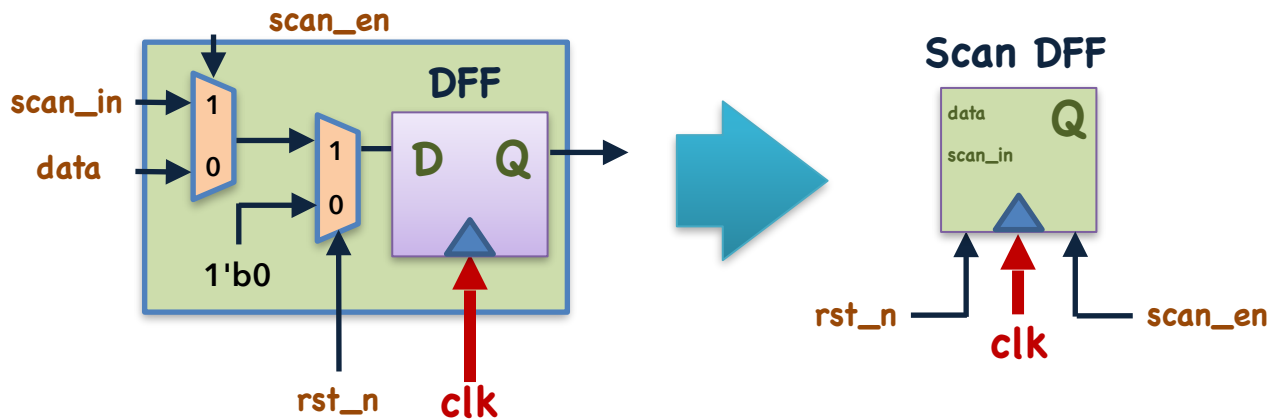 scan_en
Scan DFF
DFF
scan_in
1
data
0
1
0
D
Q
1'b0
rst_n
clk
data
Q
scan_in
rst_n
scan_en
clk